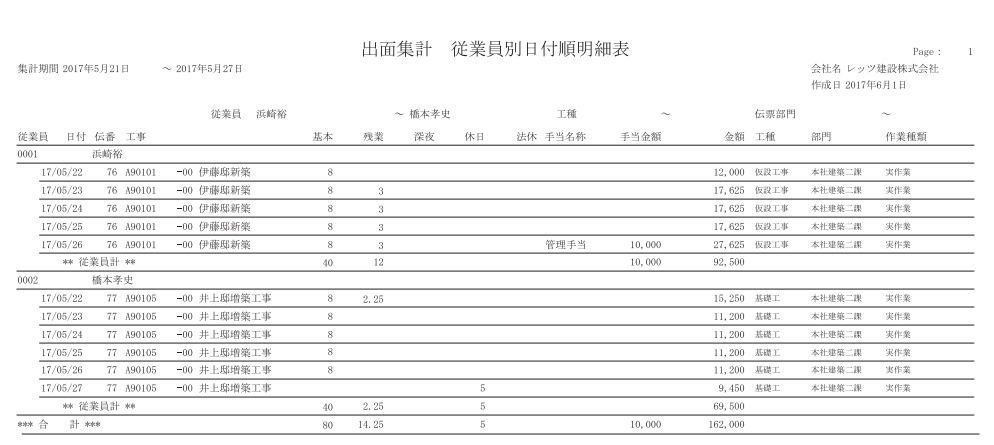 出面集計　従業員別日付順明細表
Page : 1
集計期間 2017年5月21日 ～ 2017年5月27日 会社名 レッツ建設株式会社
作成日 2017年6月1日
従業員 浜崎裕 ～ 橋本孝史 工種 ～ 伝票部門 ～
従業員 日付 伝番 工事 基本 残業 深夜 休日 法休 手当名称 手当金額 金額 工種 部門 作業種類
0001 浜崎裕
17/05/22 76 A90101 -00 伊藤邸新築 8 12,000 仮設工事 本社建築二課 実作業
17/05/23 76 A90101 -00 伊藤邸新築 8 3 17,625 仮設工事 本社建築二課 実作業
17/05/24 76 A90101 -00 伊藤邸新築 8 3 17,625 仮設工事 本社建築二課 実作業
17/05/25 76 A90101 -00 伊藤邸新築 8 3 17,625 仮設工事 本社建築二課 実作業
17/05/26 76 A90101 -00 伊藤邸新築 8 3 管理手当 10,000 27,625 仮設工事 本社建築二課 実作業
** 従業員計 ** 40 12 10,000 92,500
0002 橋本孝史
17/05/22 77 A90105 -00 井上邸増築工事 8 2.25 15,250 基礎工 本社建築二課 実作業
17/05/23 77 A90105 -00 井上邸増築工事 8 11,200 基礎工 本社建築二課 実作業
17/05/24 77 A90105 -00 井上邸増築工事 8 11,200 基礎工 本社建築二課 実作業
17/05/25 77 A90105 -00 井上邸増築工事 8 11,200 基礎工 本社建築二課 実作業
17/05/26 77 A90105 -00 井上邸増築工事 8 11,200 基礎工 本社建築二課 実作業
17/05/27 77 A90105 -00 井上邸増築工事 5 9,450 基礎工 本社建築二課 実作業
** 従業員計 ** 40 2.25 5 69,500
*** 合　計 *** 80 14.25 5 10,000 162,000